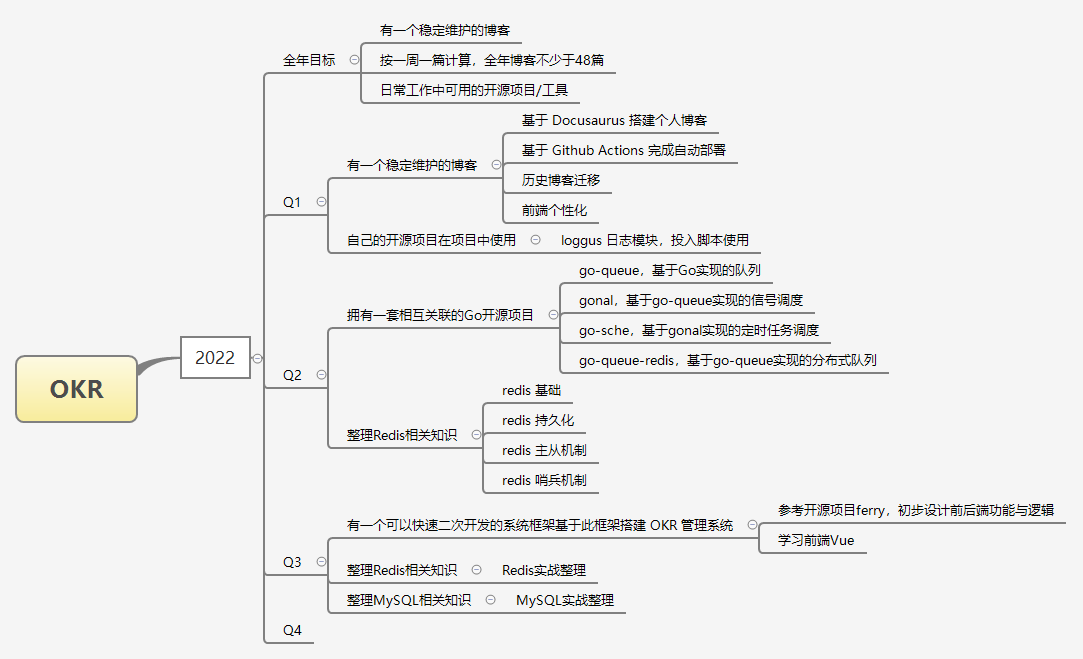 OKR
2022
全年目标
有一个稳定维护的博客
按一周一篇计算，全年博客不少于48篇
日常工作中可用的开源项目/工具
Q1
有一个稳定维护的博客
基于 Docusaurus 搭建个人博客
基于 Github Actions 完成自动部署
历史博客迁移
前端个性化
自己的开源项目在项目中使用
loggus 日志模块，投入脚本使用
Q2
拥有一套相互关联的Go开源项目
go-queue，基于Go实现的队列
gonal，基于go-queue实现的信号调度
go-sche，基于gonal实现的定时任务调度
go-queue-redis，基于go-queue实现的分布式队列
整理Redis相关知识
redis 基础
redis 持久化
redis 主从机制
redis 哨兵机制
Q3
有一个可以快速二次开发的系统框架基于此框架搭建 OKR 管理系统
参考开源项目ferry，初步设计前后端功能与逻辑
学习前端Vue
整理Redis相关知识
Redis实战整理
整理MySQL相关知识
MySQL实战整理
Q4